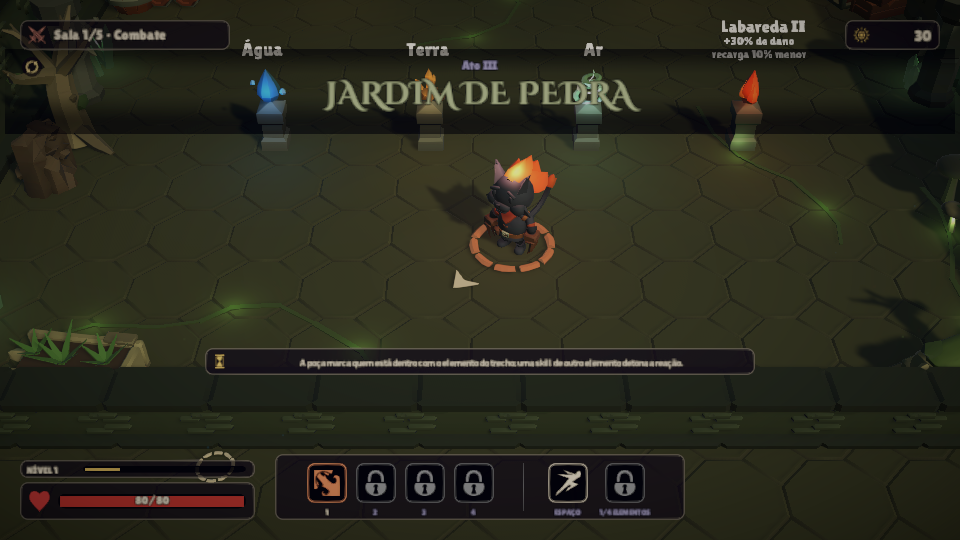 Sala 1/5 - Combate
Labareda II
+30% de dano
recarga 10% menor
30
Água
Terra
Ar
Ato III
JARDIM DE PEDRA
A poça marca quem está dentro com o elemento do trecho: uma skill de outro elemento detona a reação.
NÍVEL 1
80/80
1
2
3
4
ESPAÇO
1/4 ELEMENTOS